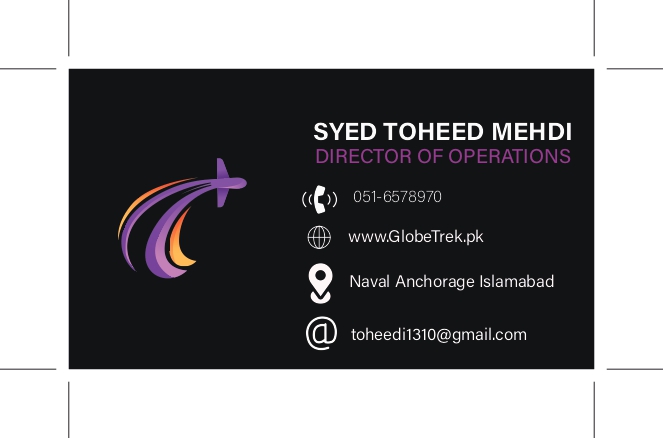 SYED TOHEED MEHDI
DIRECTOR OF OPERATIONS
051-6578970
www.GlobeTrek.pk
Naval Anchorage Islamabad
@ toheedi1310@gmail.com